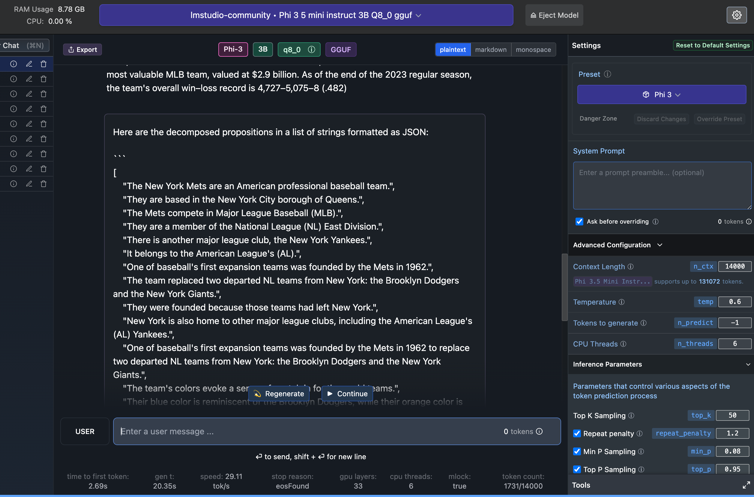 RAM Usage 8.78 GB
CPU: 0.00 %
lmstudio-community • Phi 3 5 mini instruct 3B Q8_0 gguf
Eject Model
Chat (⌘N)
Export
Phi-3
3B
q8_0
GGUF
plaintext
markdown
monospace
most valuable MLB team, valued at $2.9 billion. As of the end of the 2023 regular season,
the team's overall win–loss record is 4,727–5,075–8 (.482)
Here are the decomposed propositions in a list of strings formatted as JSON:
```
[
"The New York Mets are an American professional baseball team.",
"They are based in the New York City borough of Queens.",
"The Mets compete in Major League Baseball (MLB).",
"They are a member of the National League (NL) East Division.",
"There is another major league club, the New York Yankees.",
"It belongs to the American League's (AL).",
"One of baseball's first expansion teams was founded by the Mets in 1962.",
"The team replaced two departed NL teams from New York: the Brooklyn Dodgers
and the New York Giants.",
"They were founded because those teams had left New York.",
"New York is also home to other major league clubs, including the American League's
(AL) Yankees.",
"One of baseball's first expansion teams was founded by the Mets in 1962 to replace
two departed NL teams from New York: the Brooklyn Dodgers and the New York
Giants.",
"The team's colors evoke a se
teams.",
"Their blue color is reminiscent
while their orange color is
Regenerate
Continue
USER
Enter a user message ...
0 tokens
to send, shift + ↵ for new line
time to first token:
2.69s
gen t:
20.35s
speed: 29.11
tok/s
stop reason:
eosFound
gpu layers:
33
cpu threads:
6
mlock:
true
token count:
1731/14000
Settings
Reset to Default Settings
Preset
Phi 3
Danger Zone
Discard Changes
Override Preset
System Prompt
Enter a prompt preamble... (optional)
Ask before overriding
0 tokens
Advanced Configuration
Context Length
n_ctx
14000
Phi 3.5 Mini Instr... supports up to 131072 tokens.
Temperature
temp
0.6
Tokens to generate
n_predict
-1
CPU Threads
n_threads
6
Inference Parameters
Parameters that control various aspects of the
token prediction process
Top K Sampling
top_k
50
Repeat penalty
repeat_penalty
1.2
Min P Sampling
min_p
0.08
Top P Sampling
top_p
0.95
Tools